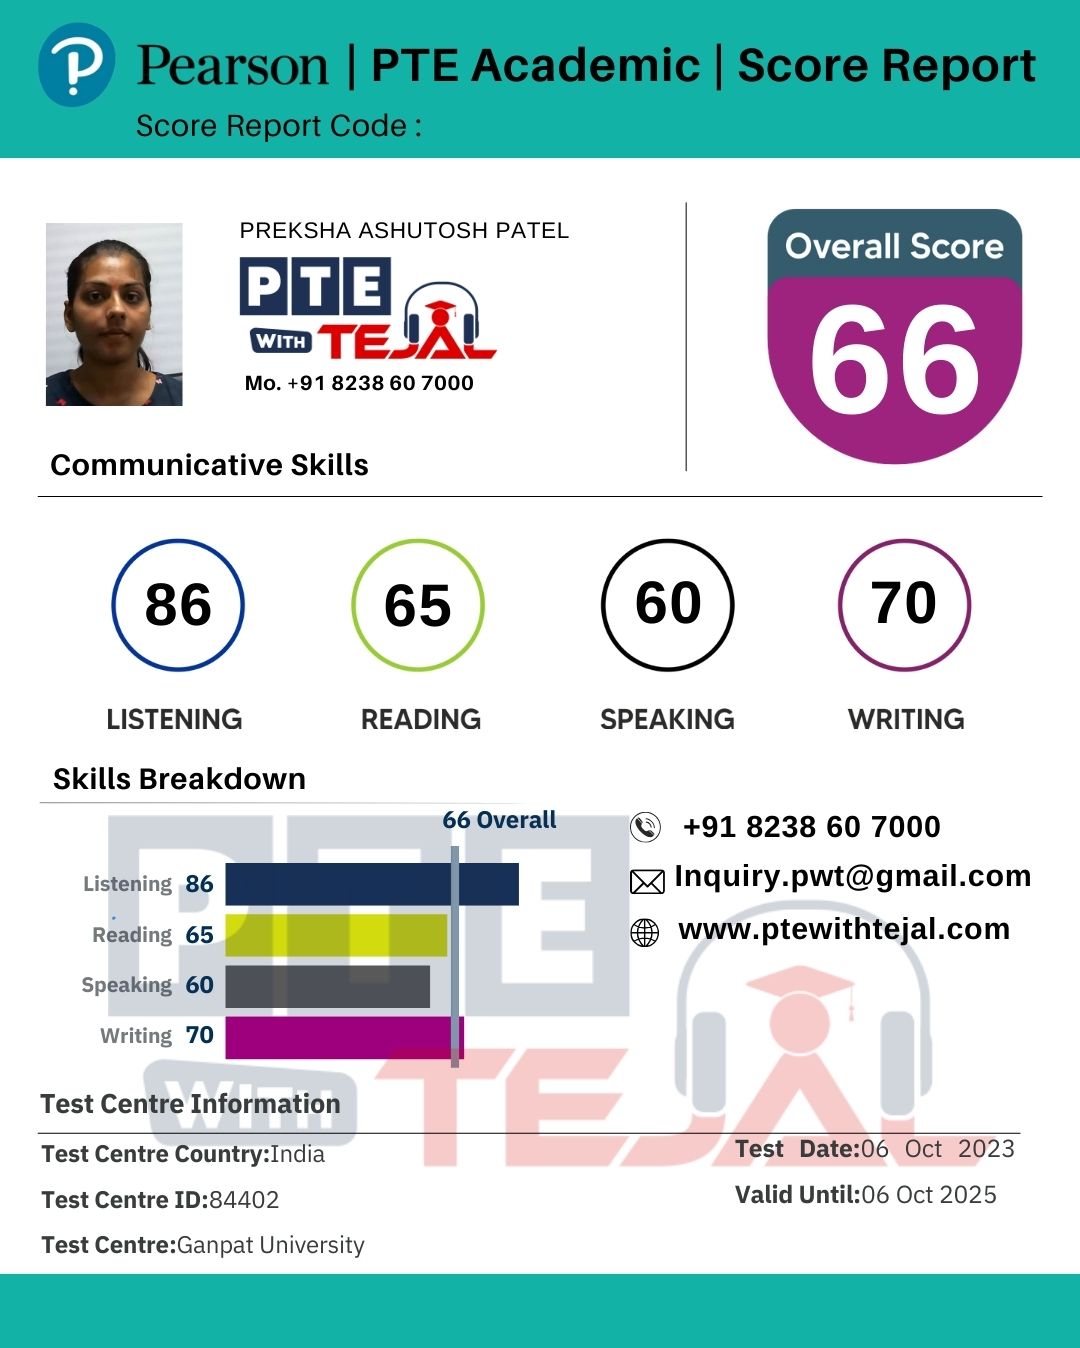 Pearson | PTE Academic | Score Report
Score Report Code :
PREKSHA ASHUTOSH PATEL
PTE
WITH TEJAL
Mo. +91 8238 60 7000
Overall Score
66
Communicative Skills
86 65 60 70
LISTENING READING SPEAKING WRITING
Skills Breakdown
66 Overall
Listening 86
Reading 65
Speaking 60
Writing 70
+91 8238 60 7000
Inquiry.pwt@gmail.com
www.ptewithtejal.com
PTE
WITH TEJAL
Test Centre Information
Test Centre Country:India
Test Centre ID:84402
Test Centre:Ganpat University
Test Date:06 Oct 2023
Valid Until:06 Oct 2025